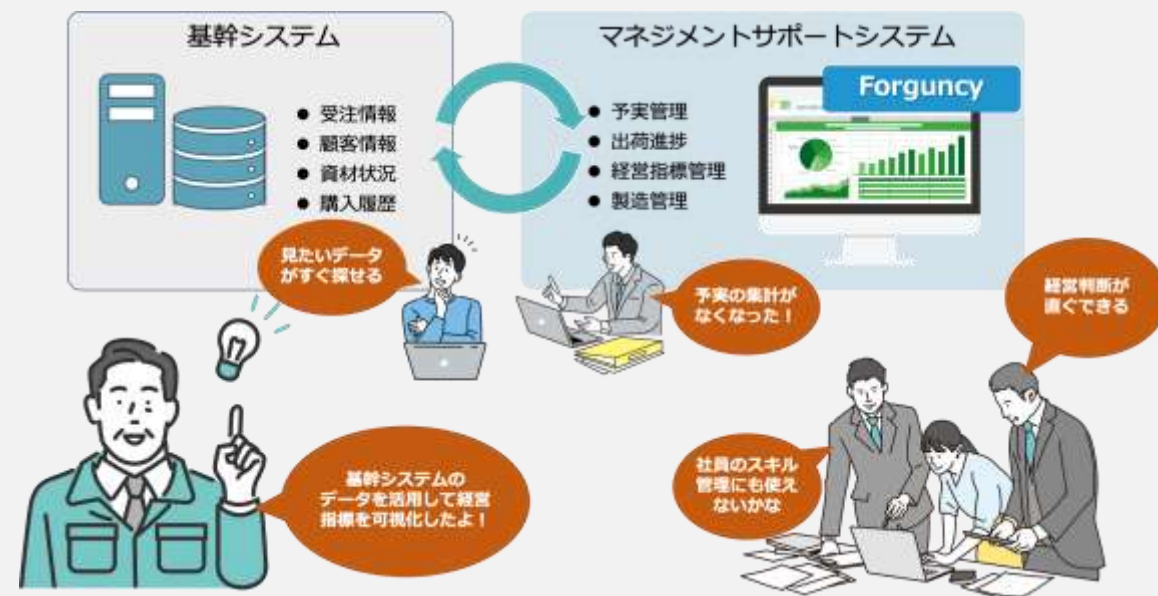 基幹システム
● 受注情報
● 顧客情報
● 資材状況
● 購入履歴
マネジメントサポートシステム
Forguncy
● 予実管理
● 出荷進捗
● 経営指標管理
● 製造管理
見たいデータ
がすぐ探せる
予実の集計が
なくなった！
経営判断が
直ぐできる
基幹システムの
データを活用して経営
指標を可視化したよ！
社員のスキル
管理にも使え
ないかな